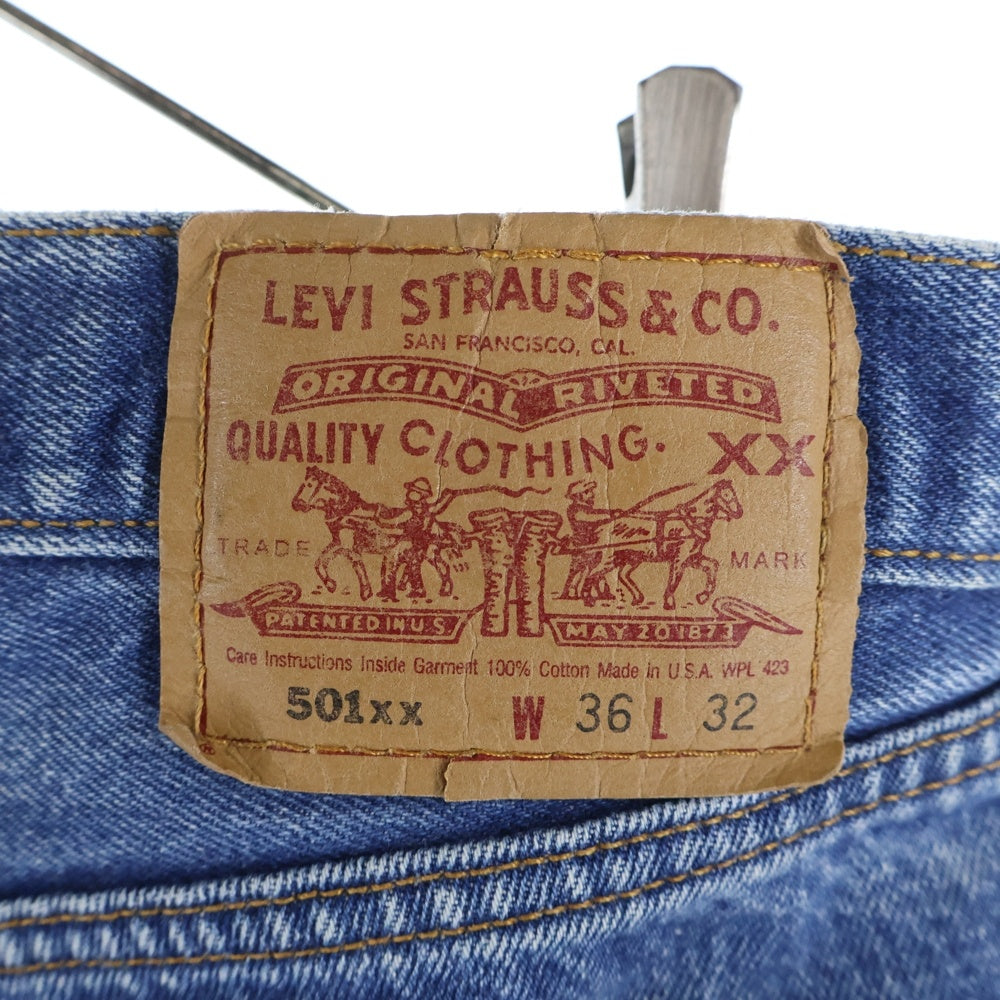 LEVI STRAUSS & CO.
SAN FRANCISCO, CAL.
ORIGINAL RIVETED
QUALITY CLOTHING. XX
TRADE MARK
PATENTED IN U.S. MAY 20 1873
Care Instructions Inside Garment 100% Cotton Made in U.S.A. WPL 423
501xx W 36 L 32
®